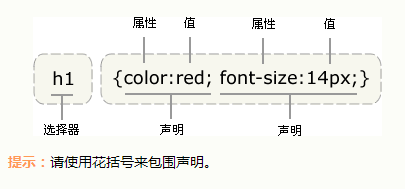 属性 值 属性 值
h1 {color:red; font-size:14px;}
选择器 声明 声明
提示：请使用花括号来包围声明。